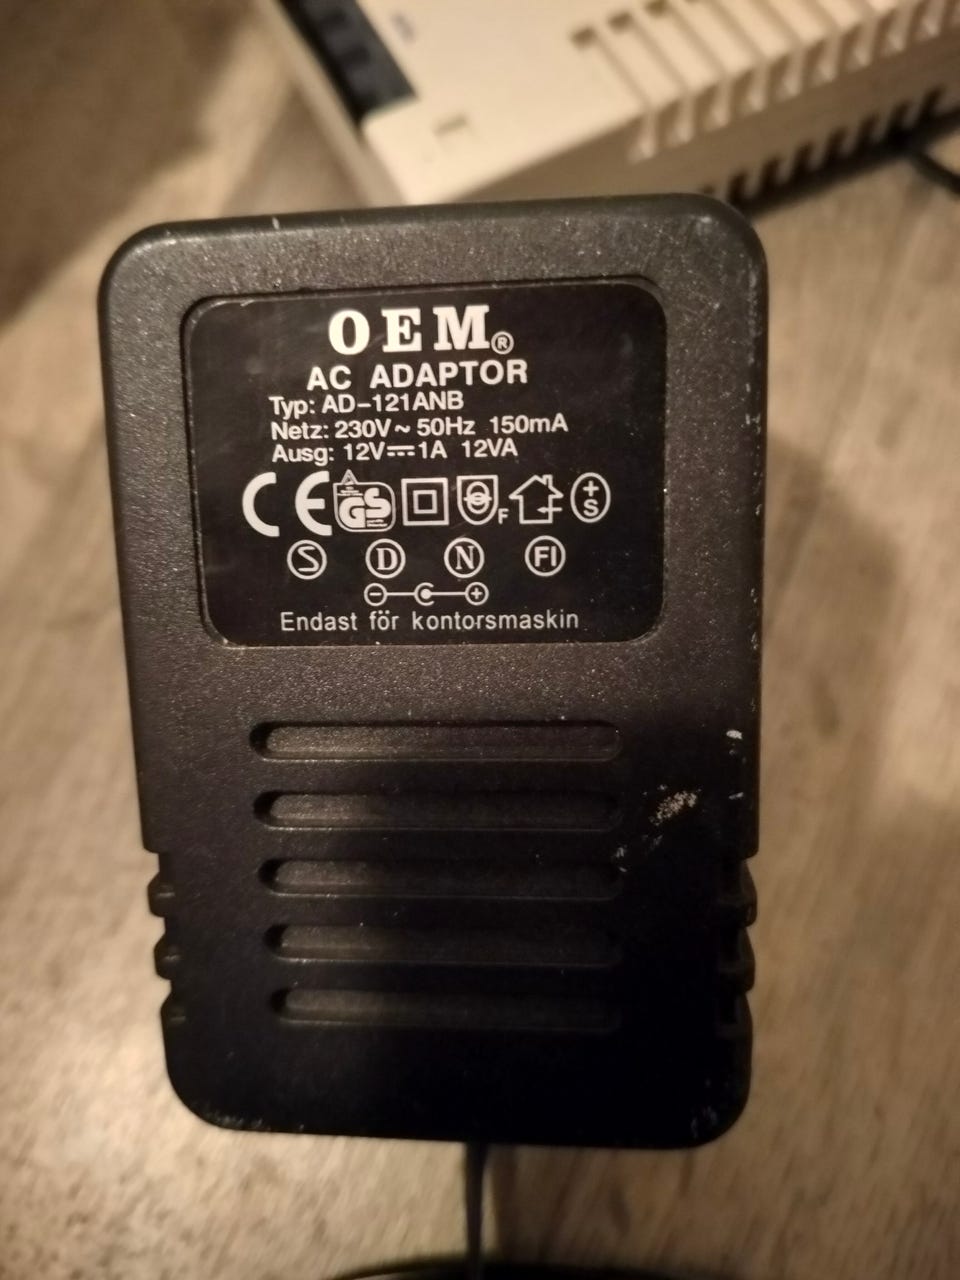 OEM®
AC ADAPTOR
Typ: AD-121ANB
Netz: 230V~ 50Hz 150mA
Ausg: 12V⎓1A 12VA
CE GS F +S
S D N FI
Endast för kontorsmaskin